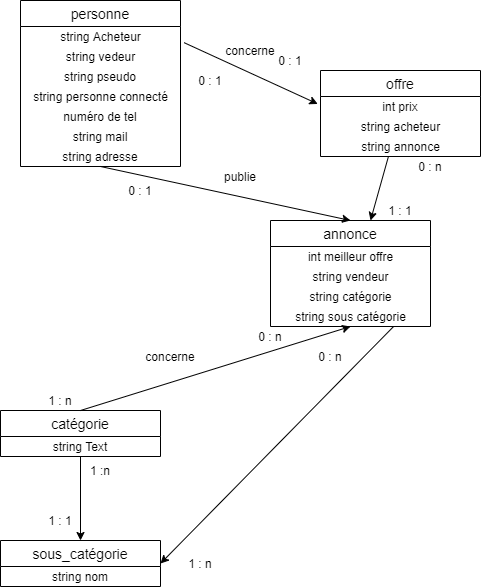 personne
string Acheteur
string vedeur
string pseudo
string personne connecté
numéro de tel
string mail
string adresse
concerne
0 : 1
0 : 1
offre
int prix
string acheteur
string annonce
0 : n
publie
0 : 1
1 : 1
annonce
int meilleur offre
string vendeur
string catégorie
string sous catégorie
0 : n
0 : n
concerne
1 : n
catégorie
string Text
1 :n
1 : 1
sous_catégorie
string nom
1 : n